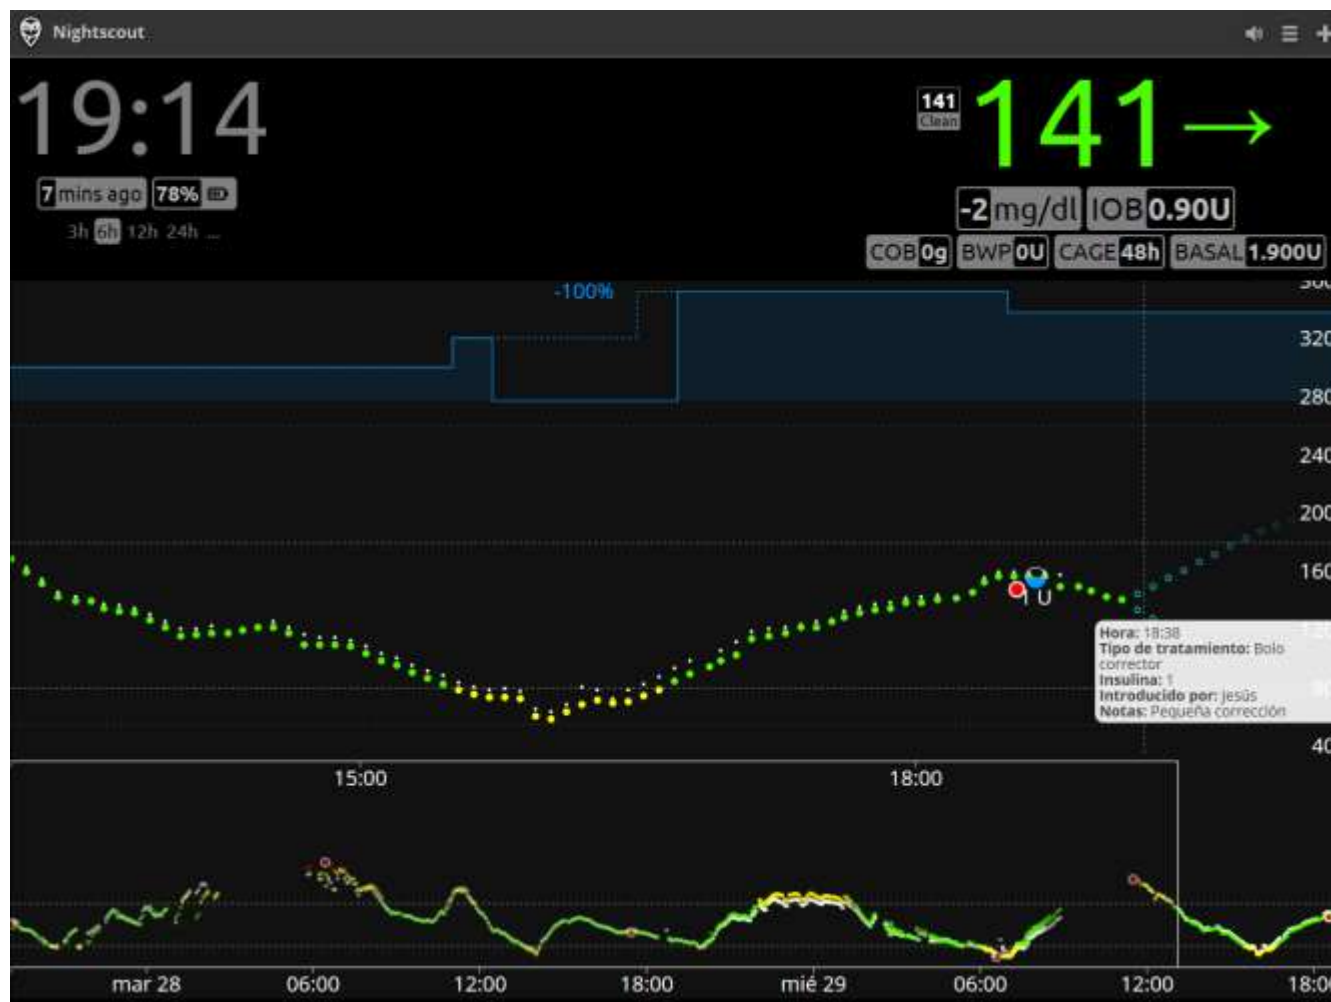 Nightscout
19:14
141
Clean
141→
7 mins ago 78%
-2 mg/dl IOB 0.90U
3h 6h 12h 24h ...
COB 0g BWP 0U CAGE 48h BASAL 1.900U
-100%
320
280
240
200
160
1 U
Hora: 18:38
Tipo de tratamiento: Bolo
corrector
Insulina: 1
Introducido por: Jesús
Notas: Pequeña corrección
40
15:00 18:00
mar 28 06:00 12:00 18:00 mié 29 06:00 12:00 18:00